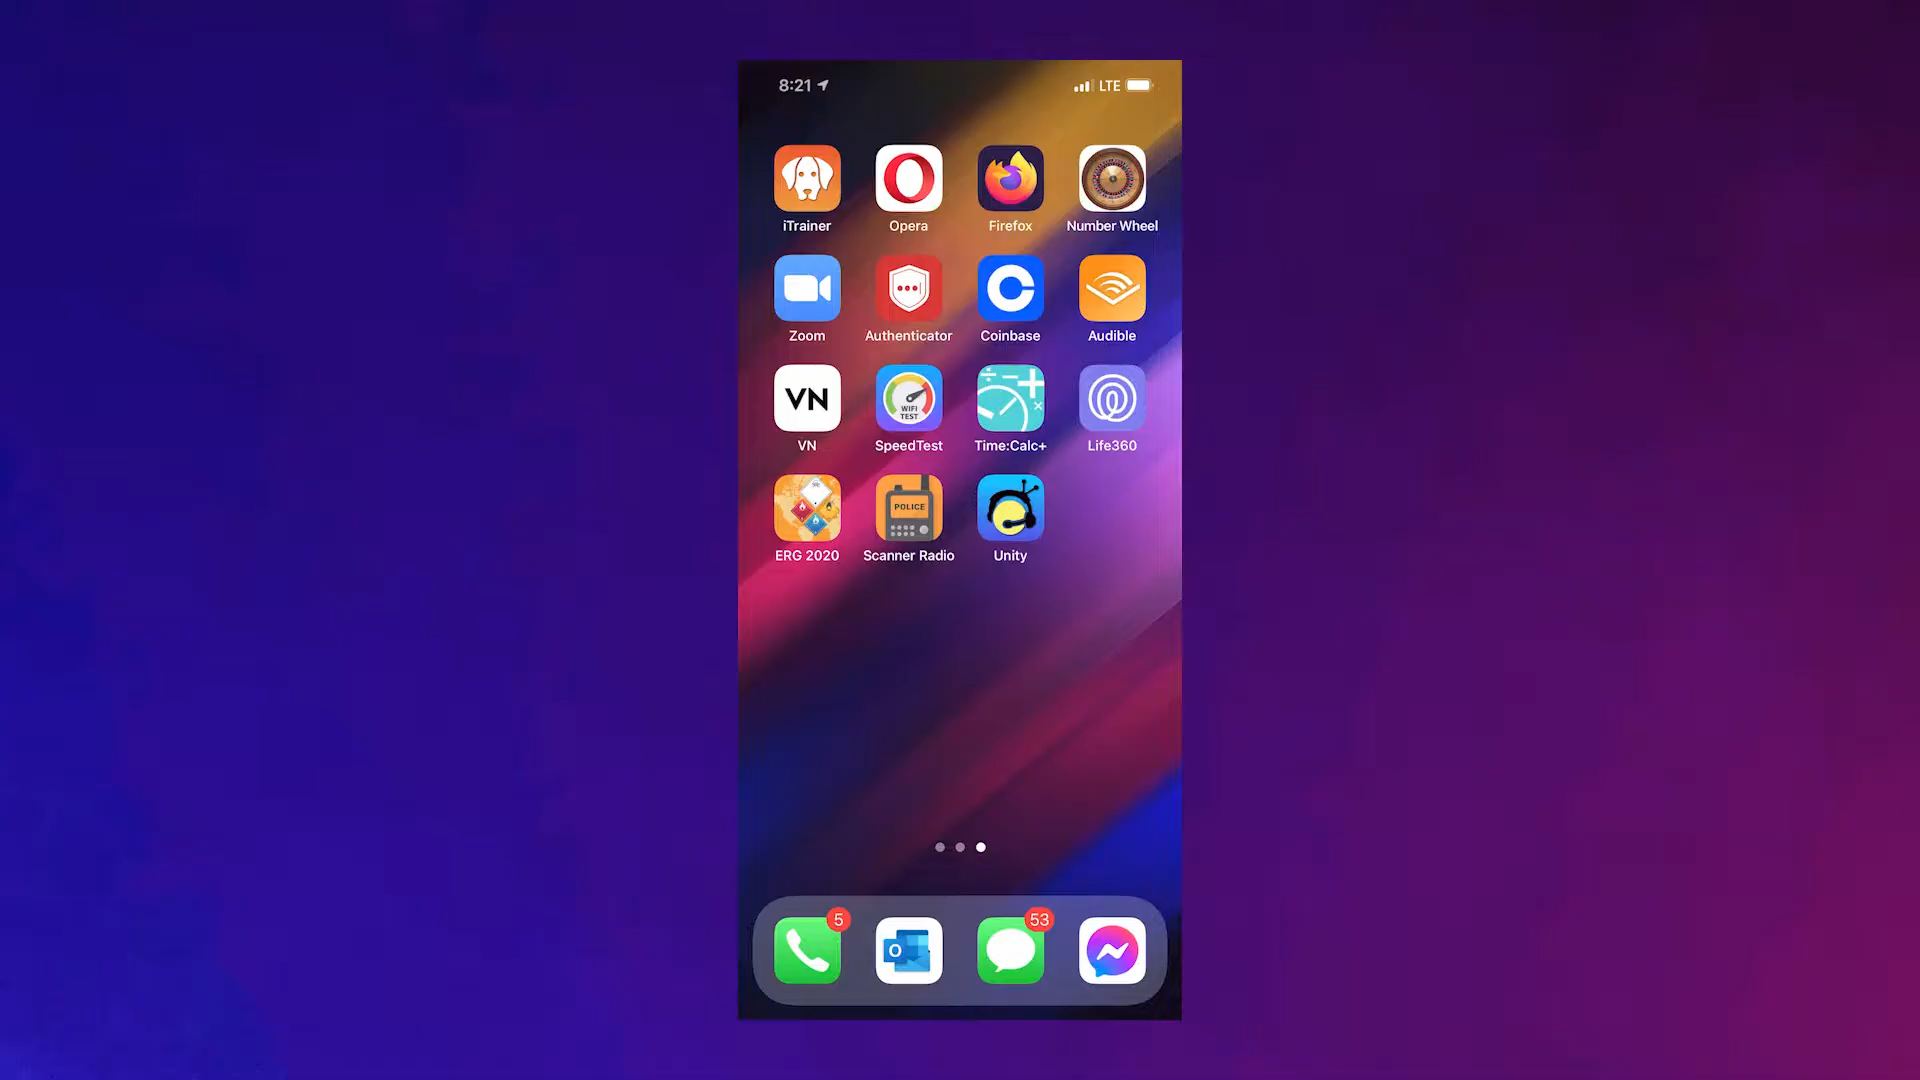 8:21 LTE
iTrainer Opera Firefox Number Wheel
Zoom Authenticator Coinbase Audible
VN
WIFI
TEST
VN SpeedTest Time:Calc+ Life360
POLICE
ERG 2020 Scanner Radio Unity
5 53
O